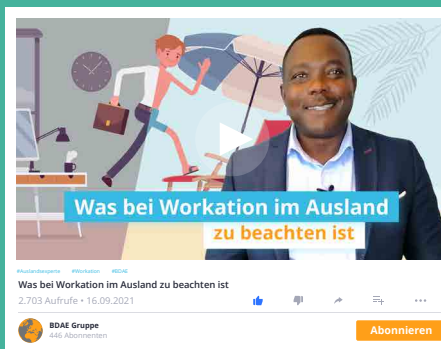 Was bei Workation im Ausland
zu beachten ist
#Auslandsexperte #Workation #BDAE
Was bei Workation im Ausland zu beachten ist
2.703 Aufrufe • 16.09.2021
BDAE Gruppe
446 Abonnenten
Abonnieren